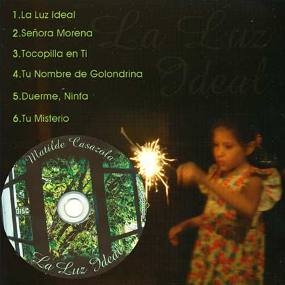 1.La Luz Ideal
2.Señora Morena
3.Tocopilla en Ti
4.Tu Nombre de Golondrina
5.Duerme, Ninfa
6.Tu Misterio
La Luz
Ideal
Matilde Casazola
disc
La Luz Ideal